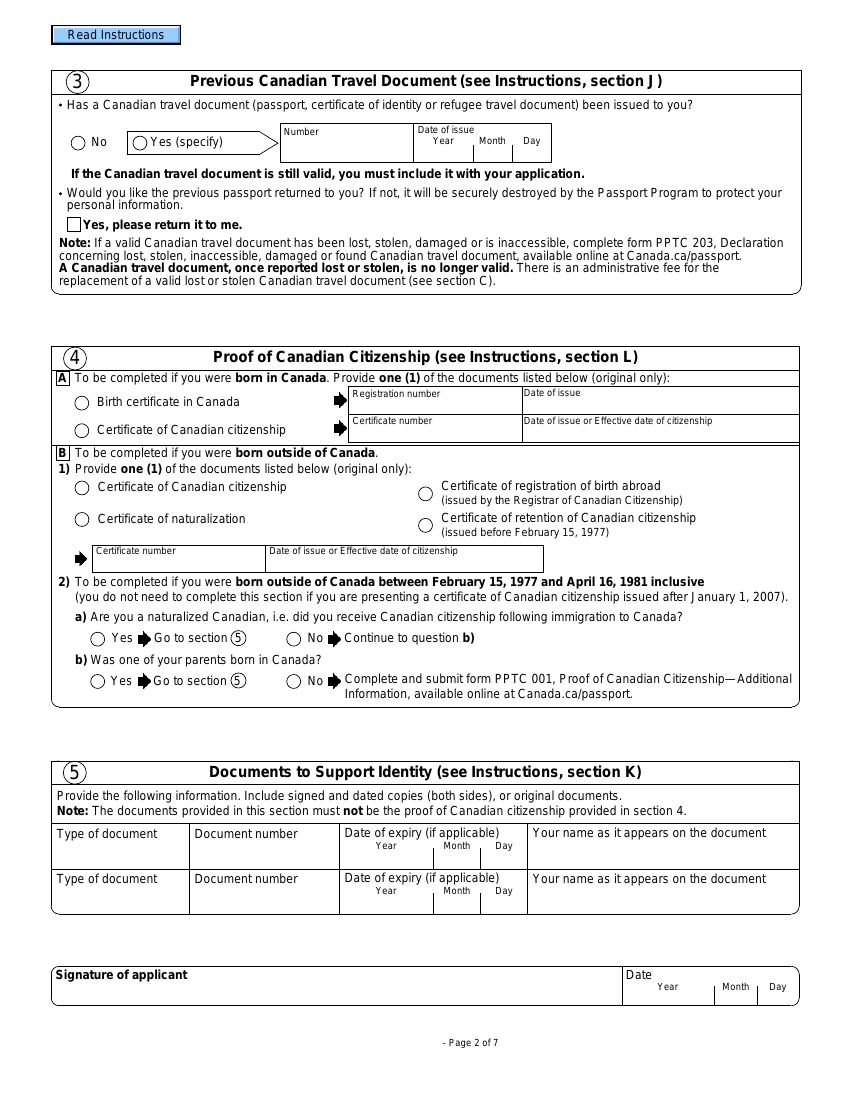 Read Instructions
3 Previous Canadian Travel Document (see Instructions, section J)
• Has a Canadian travel document (passport, certificate of identity or refugee travel document) been issued to you?
No Yes (specify) Number Date of issue
Year Month Day
If the Canadian travel document is still valid, you must include it with your application.
• Would you like the previous passport returned to you? If not, it will be securely destroyed by the Passport Program to protect your
personal information.
Yes, please return it to me.
Note: If a valid Canadian travel document has been lost, stolen, damaged or is inaccessible, complete form PPTC 203, Declaration
concerning lost, stolen, inaccessible, damaged or found Canadian travel document, available online at Canada.ca/passport.
A Canadian travel document, once reported lost or stolen, is no longer valid. There is an administrative fee for the
replacement of a valid lost or stolen Canadian travel document (see section C).
4 Proof of Canadian Citizenship (see Instructions, section L)
A To be completed if you were born in Canada. Provide one (1) of the documents listed below (original only):
Birth certificate in Canada Registration number Date of issue
Certificate of Canadian citizenship Certificate number Date of issue or Effective date of citizenship
B To be completed if you were born outside of Canada.
1) Provide one (1) of the documents listed below (original only):
Certificate of Canadian citizenship Certificate of registration of birth abroad
(issued by the Registrar of Canadian Citizenship)
Certificate of naturalization Certificate of retention of Canadian citizenship
(issued before February 15, 1977)
Certificate number Date of issue or Effective date of citizenship
2) To be completed if you were born outside of Canada between February 15, 1977 and April 16, 1981 inclusive
(you do not need to complete this section if you are presenting a certificate of Canadian citizenship issued after January 1, 2007).
a) Are you a naturalized Canadian, i.e. did you receive Canadian citizenship following immigration to Canada?
Yes Go to section 5 No Continue to question b)
b) Was one of your parents born in Canada?
Yes Go to section 5 No Complete and submit form PPTC 001, Proof of Canadian Citizenship—Additional
Information, available online at Canada.ca/passport.
5 Documents to Support Identity (see Instructions, section K)
Provide the following information. Include signed and dated copies (both sides), or original documents.
Note: The documents provided in this section must not be the proof of Canadian citizenship provided in section 4.
Type of document Document number Date of expiry (if applicable) Your name as it appears on the document
Year Month Day
Type of document Document number Date of expiry (if applicable) Your name as it appears on the document
Year Month Day
Signature of applicant Date
Year Month Day
- Page 2 of 7